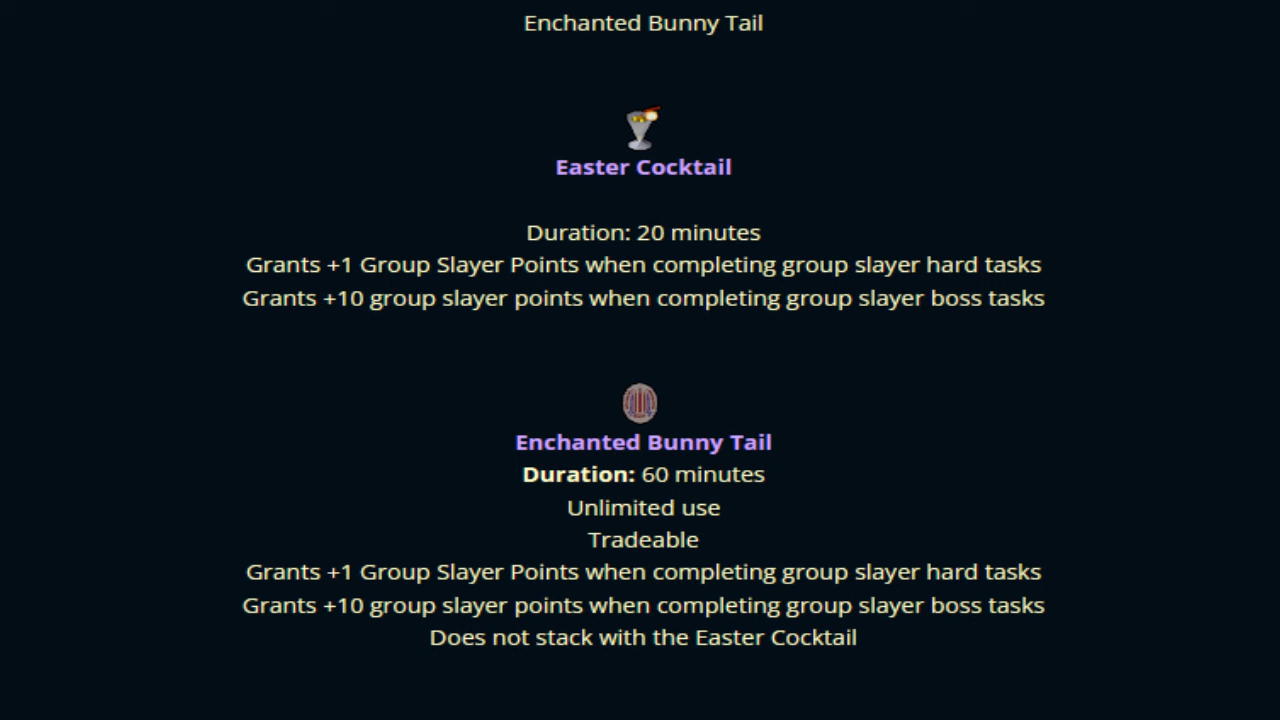 Enchanted Bunny Tail
Easter Cocktail
Duration: 20 minutes
Grants +1 Group Slayer Points when completing group slayer hard tasks
Grants +10 group slayer points when completing group slayer boss tasks
Enchanted Bunny Tail
Duration: 60 minutes
Unlimited use
Tradeable
Grants +1 Group Slayer Points when completing group slayer hard tasks
Grants +10 group slayer points when completing group slayer boss tasks
Does not stack with the Easter Cocktail